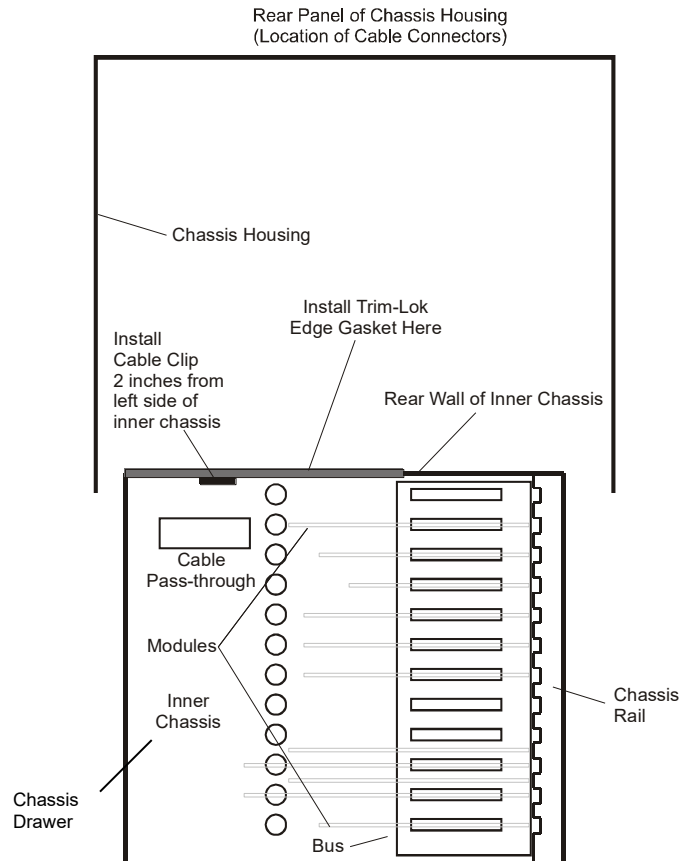 Rear Panel of Chassis Housing
(Location of Cable Connectors)
Chassis Housing
Install Trim-Lok
Edge Gasket Here
Install
Cable Clip
2 inches from
left side of
inner chassis
Rear Wall of Inner Chassis
Cable
Pass-through
Modules
Inner
Chassis
Chassis
Rail
Chassis
Drawer
Bus